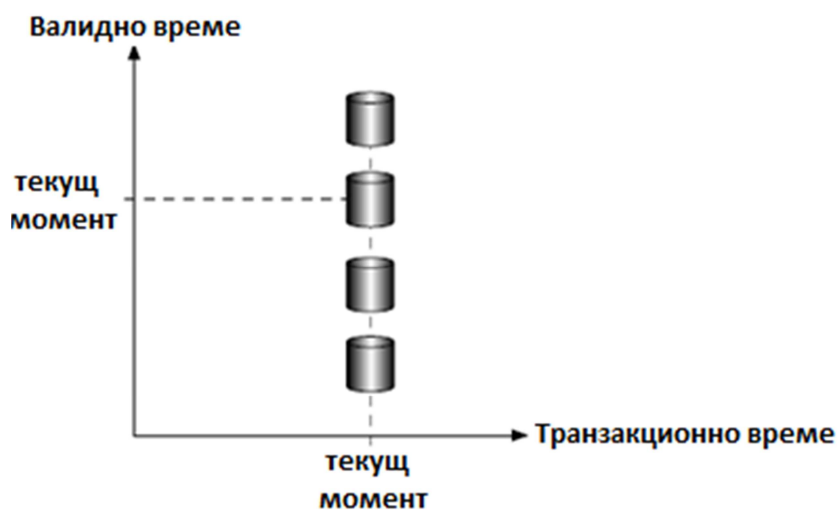 Валидно време
текущ
момент
Транзакционно време
текущ
момент